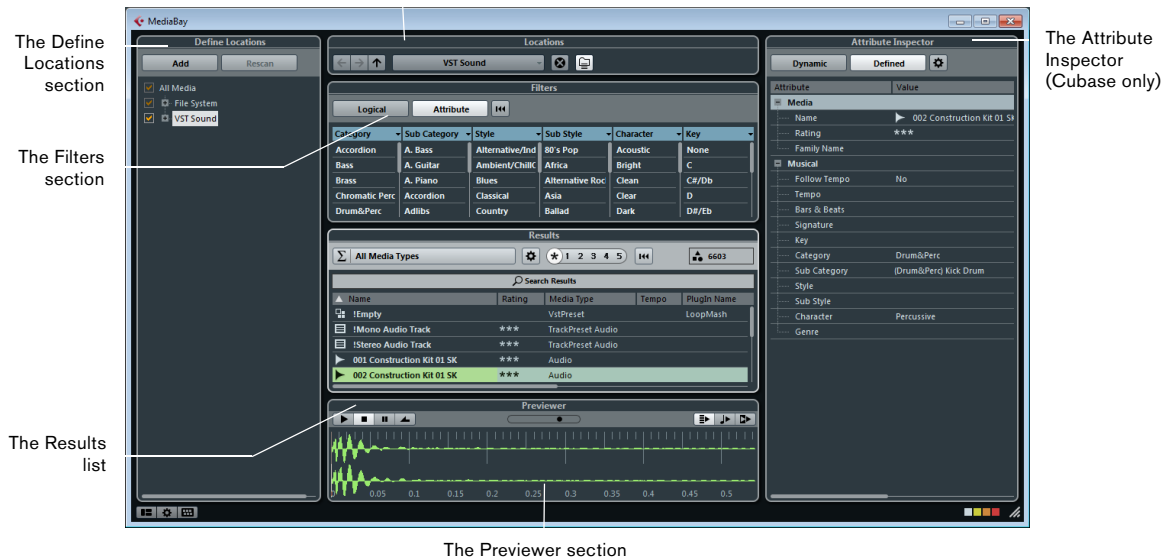 MediaBay
The Define
Locations
section
The Filters
section
The Results
list
Define Locations
Add Rescan
All Media
File System
VST Sound
Locations
VST Sound
Filters
Logical Attribute
Category Sub Category Style Sub Style Character Key
Accordion A. Bass Alternative/Ind 80's Pop Acoustic None
Bass A. Guitar Ambient/ChillC Africa Bright C
Brass A. Piano Blues Alternative Roc Clean C#/Db
Chromatic Perc Accordion Classical Asia Clear D
Drum&Perc Adlibs Country Ballad Dark D#/Eb
Results
All Media Types 1 2 3 4 5 6603
Search Results
Name Rating Media Type Tempo PlugIn Name
!Empty VstPreset LoopMash
!Mono Audio Track *** TrackPreset Audio
!Stereo Audio Track *** TrackPreset Audio
001 Construction Kit 01 SK *** Audio
002 Construction Kit 01 SK *** Audio
Previewer
0.05 0.1 0.15 0.2 0.25 0.3 0.35 0.4 0.45 0.5
Attribute Inspector
Dynamic Defined
Attribute Value
Media
Name 002 Construction Kit 01 SK
Rating ***
Family Name
Musical
Follow Tempo No
Tempo
Bars & Beats
Signature
Key
Category Drum&Perc
Sub Category (Drum&Perc) Kick Drum
Style
Sub Style
Character Percussive
Genre
The Attribute
Inspector
(Cubase only)
The Previewer section